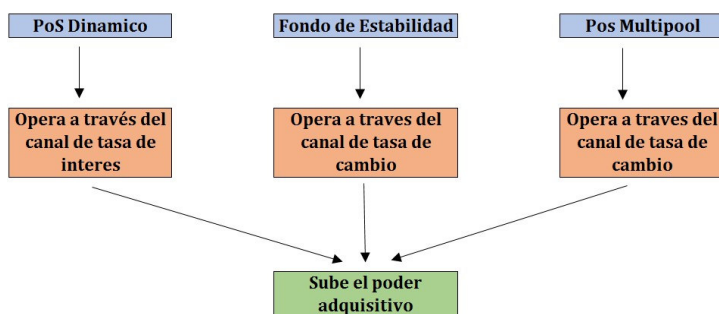 PoS Dinamico
Fondo de Estabilidad
Pos Multipool
Opera a través del
canal de tasa de
interes
Opera a traves del
canal de tasa de
cambio
Opera a traves del
canal de tasa de
cambio
Sube el poder
adquisitivo